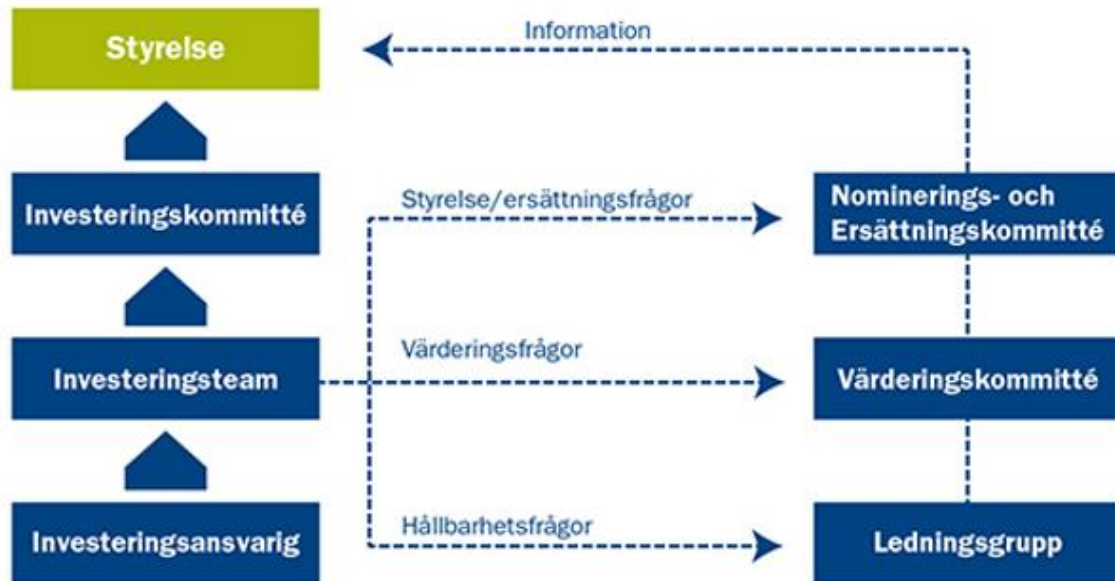 Styrelse
Information
Investeringskommitté
Styrelse/ersättningsfrågor
Nominerings- och
Ersättningskommitté
Investeringsteam
Värderingsfrågor
Värderingskommitté
Investeringsansvarig
Hållbarhetsfrågor
Ledningsgrupp